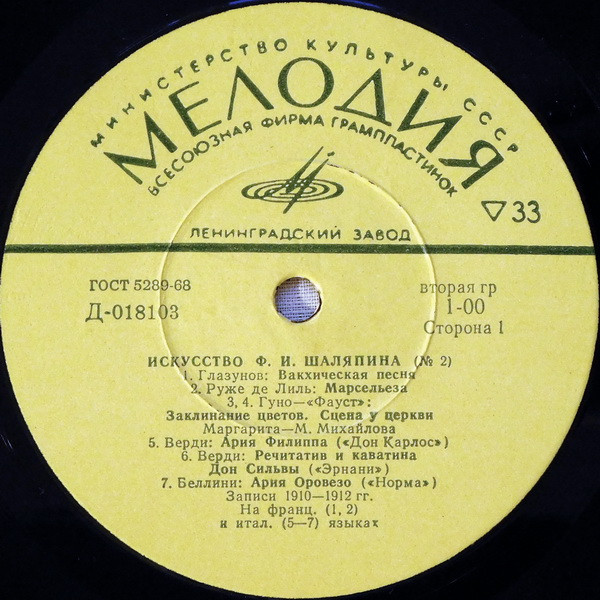 МИНИСТЕРСТВО КУЛЬТУРЫ СССР
МЕЛОДИЯ
ВСЕСОЮЗНАЯ ФИРМА ГРАМПЛАСТИНОК
▽33
ЛЕНИНГРАДСКИЙ ЗАВОД
ГОСТ 5289-68
Д-018103
вторая гр
1-00
Сторона 1
ИСКУССТВО Ф. И. ШАЛЯПИНА (№ 2)
1. Глазунов: Вакхическая песня
2. Руже де Лиль: Марсельеза
3, 4. Гуно—«Фауст»:
Заклинание цветов. Сцена у церкви
Маргарита—М. Михайлова
5. Верди: Ария Филиппа («Дон Карлос»)
6. Верди: Речитатив и каватина
Дон Сильвы («Эрнани»)
7. Беллини: Ария Оровезо («Норма»)
Записи 1910—1912 гг.
На франц. (1, 2)
и итал. (5—7) языках